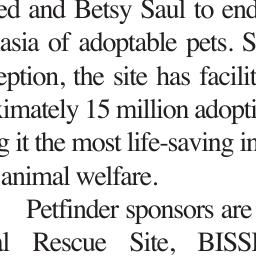 ed and Betsy Saul to end
asia of adoptable pets. S
eption, the site has facilit
ximately 15 million adopti
g it the most life-saving in
animal welfare.
Petfinder sponsors are
al Rescue Site, BISS